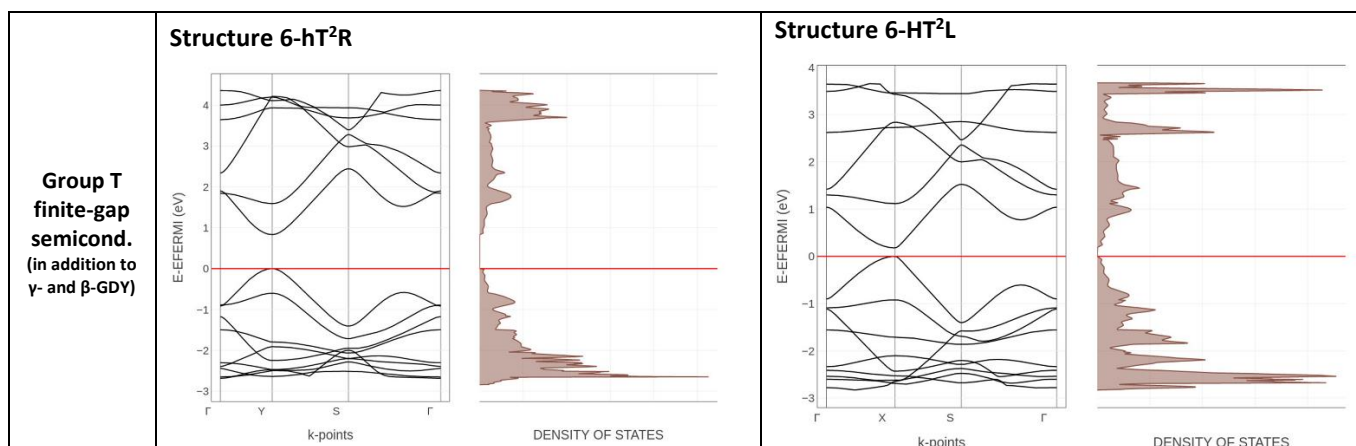 Group T
finite-gap
semicond.
(in addition to
γ- and β-GDY)
Structure 6-hT²R
4
3
2
1
0
−1
−2
−3
E-EFERMI (eV)
Γ Y S Γ
k-points
DENSITY OF STATES
Structure 6-HT²L
4
3
2
1
0
−1
−2
−3
E-EFERMI (eV)
Γ X S Γ
k-points
DENSITY OF STATES